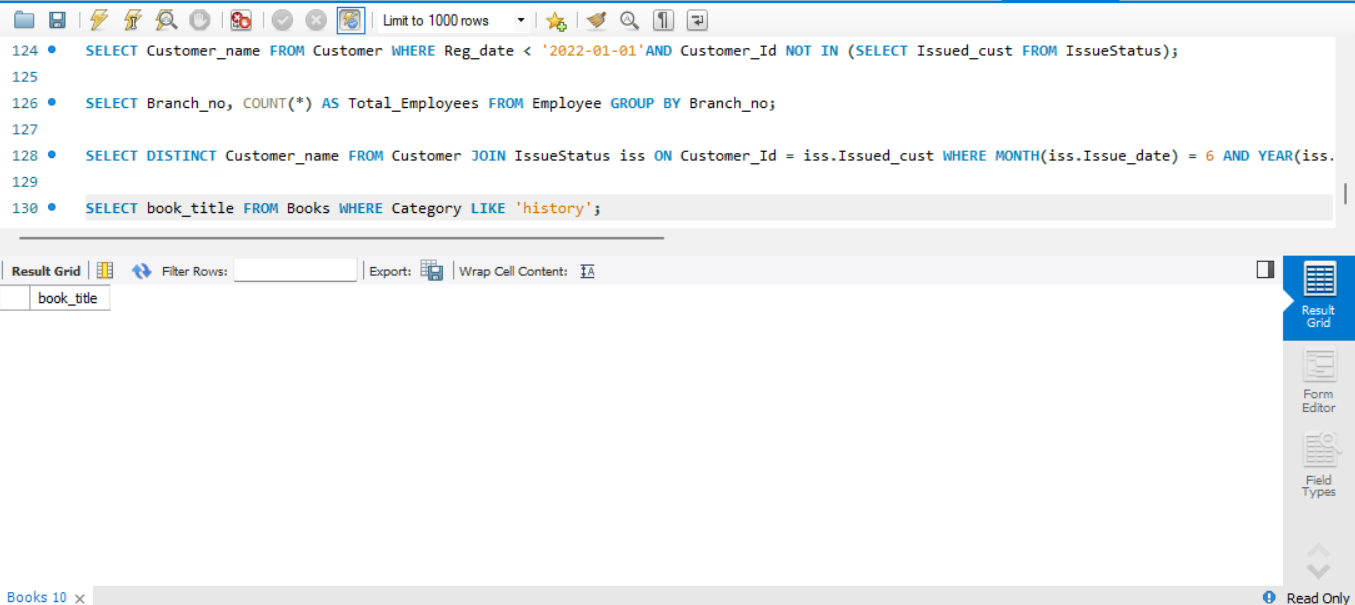 Limit to 1000 rows
124 SELECT Customer_name FROM Customer WHERE Reg_date < '2022-01-01'AND Customer_Id NOT IN (SELECT Issued_cust FROM IssueStatus);
125
126 SELECT Branch_no, COUNT(*) AS Total_Employees FROM Employee GROUP BY Branch_no;
127
128 SELECT DISTINCT Customer_name FROM Customer JOIN IssueStatus iss ON Customer_Id = iss.Issued_cust WHERE MONTH(iss.Issue_date) = 6 AND YEAR(iss.
129
130 SELECT book_title FROM Books WHERE Category LIKE 'history';
Result Grid Filter Rows: Export: Wrap Cell Content: IA
book_title
Result
Grid
Form
Editor
Field
Types
Books 10 Read Only